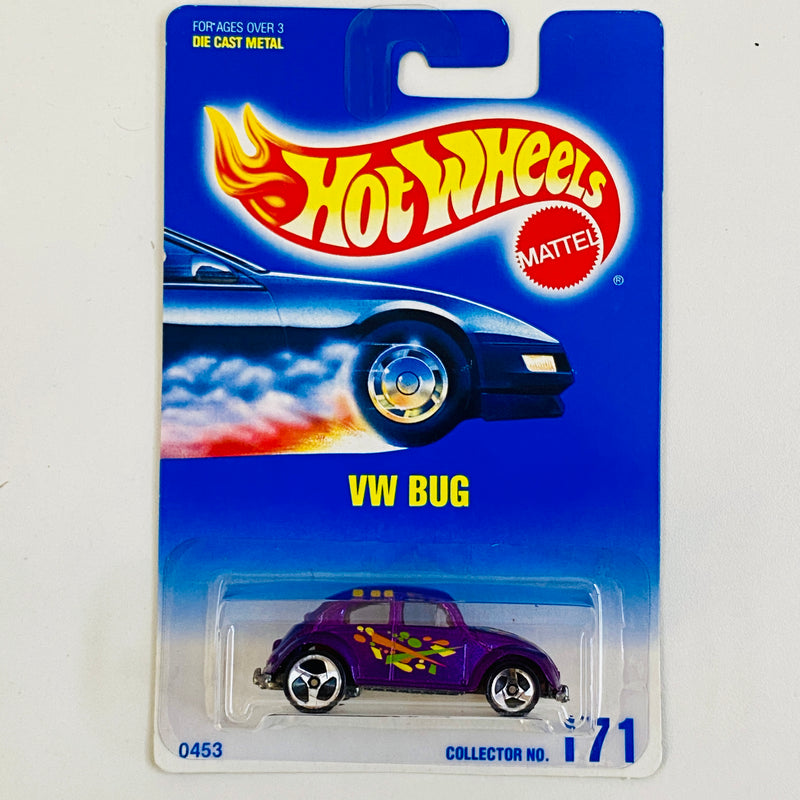 FOR AGES OVER 3
DIE CAST METAL
HOT WHEELS
MATTEL
®
VW BUG
0453
COLLECTOR NO. 171